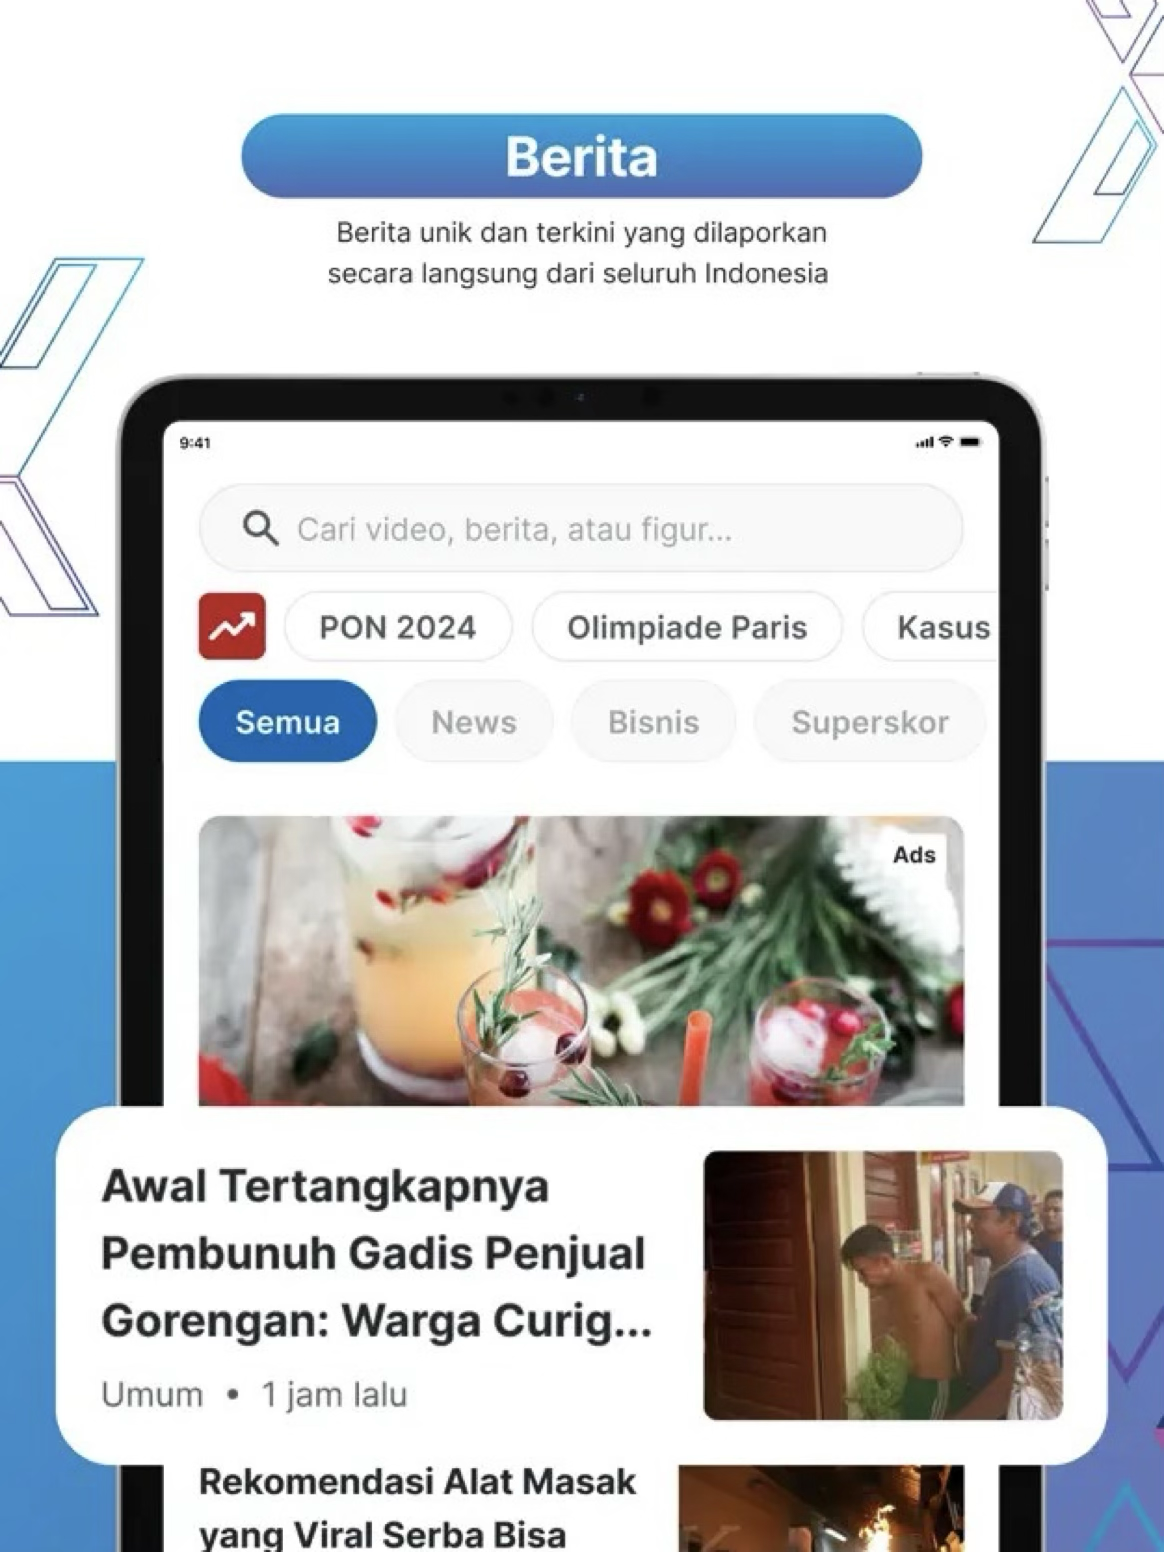 Berita
Berita unik dan terkini yang dilaporkan
secara langsung dari seluruh Indonesia
9:41
Cari video, berita, atau figur...
PON 2024 Olimpiade Paris Kasus
Semua News Bisnis Superskor
Ads
Awal Tertangkapnya
Pembunuh Gadis Penjual
Gorengan: Warga Curig...
Umum • 1 jam lalu
Rekomendasi Alat Masak
yang Viral Serba Bisa